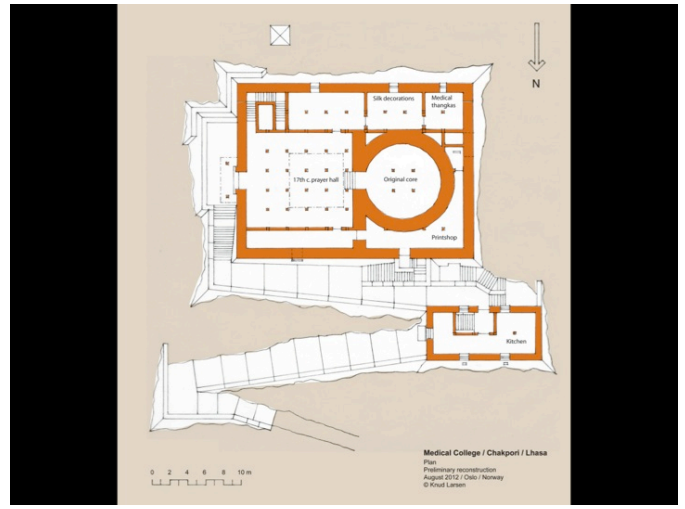 N
Silk decorations
Medical
thangkas
17th c. prayer hall
Original core
Printshop
Kitchen
Medical College / Chakpori / Lhasa
Plan
Preliminary reconstruction
August 2012 / Oslo / Norway
© Knud Larsen
0 2 4 6 8 10 m